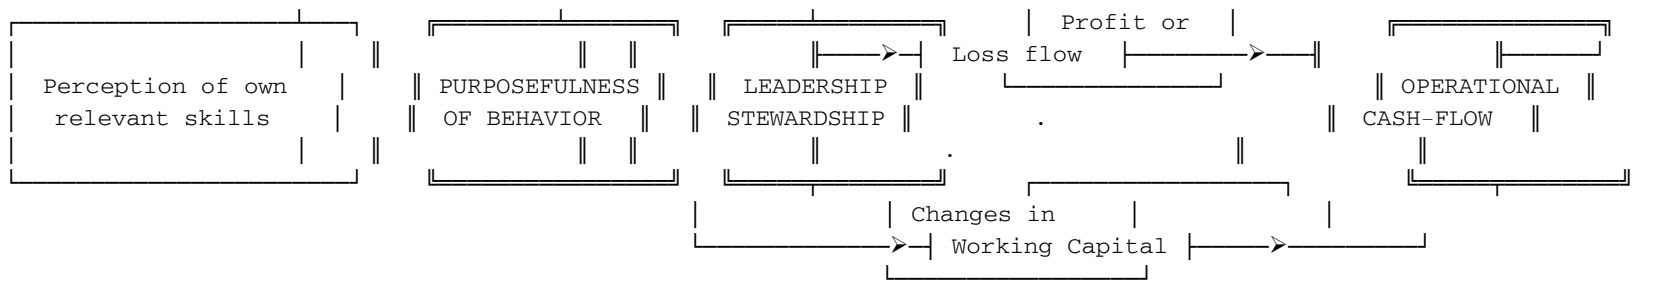 Profit or
Loss flow
Perception of own PURPOSEFULNESS LEADERSHIP OPERATIONAL
relevant skills OF BEHAVIOR STEWARDSHIP CASH-FLOW
Changes in
Working Capital